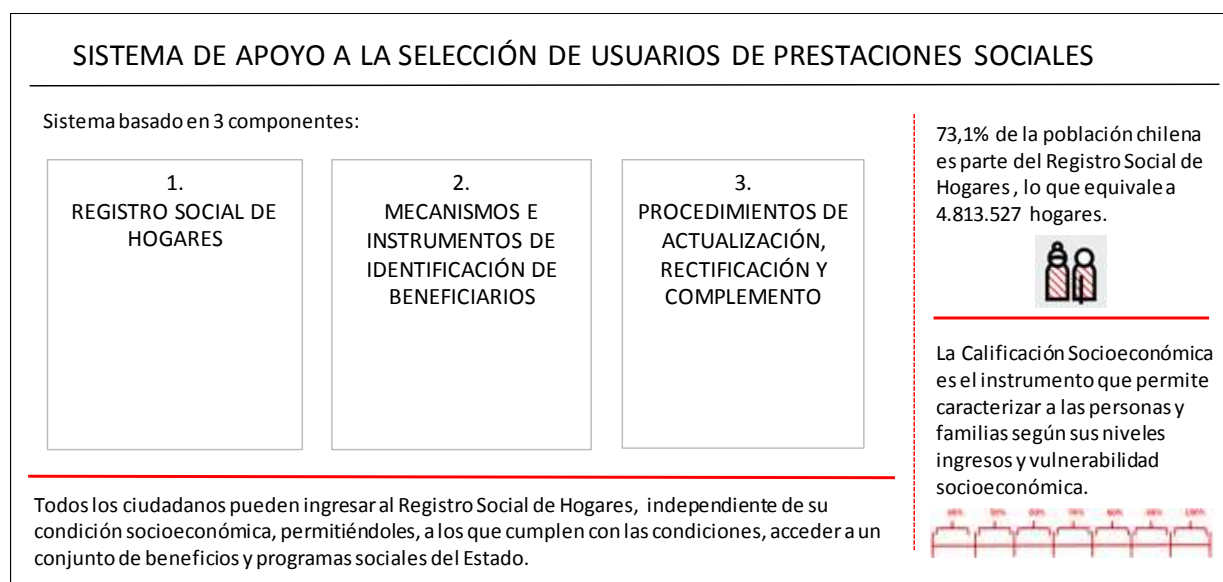 SISTEMA DE APOYO A LA SELECCIÓN DE USUARIOS DE PRESTACIONES SOCIALES
Sistema basado en 3 componentes:
1.
REGISTRO SOCIAL DE
HOGARES
2.
MECANISMOS E
INSTRUMENTOS DE
IDENTIFICACIÓN DE
BENEFICIARIOS
3.
PROCEDIMIENTOS DE
ACTUALIZACIÓN,
RECTIFICACIÓN Y
COMPLEMENTO
Todos los ciudadanos pueden ingresar al Registro Social de Hogares, independiente de su
condición socioeconómica, permitiéndoles, a los que cumplen con las condiciones, acceder a un
conjunto de beneficios y programas sociales del Estado.
73,1% de la población chilena
es parte del Registro Social de
Hogares , lo que equivale a
4.813.527 hogares.
La Calificación Socioeconómica
es el instrumento que permite
caracterizar a las personas y
familias según sus niveles
ingresos y vulnerabilidad
socioeconómica.